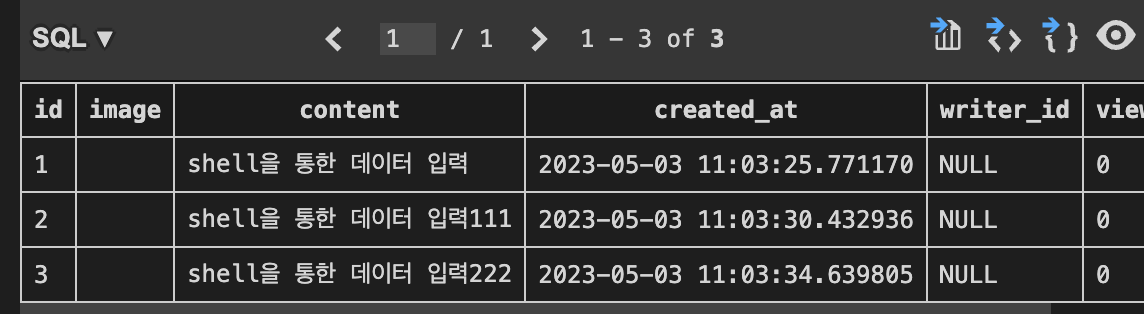 SQL ▼ 1 / 1 1 - 3 of 3
id image content created_at writer_id view
1 shell을 통한 데이터 입력 2023-05-03 11:03:25.771170 NULL 0
2 shell을 통한 데이터 입력111 2023-05-03 11:03:30.432936 NULL 0
3 shell을 통한 데이터 입력222 2023-05-03 11:03:34.639805 NULL 0